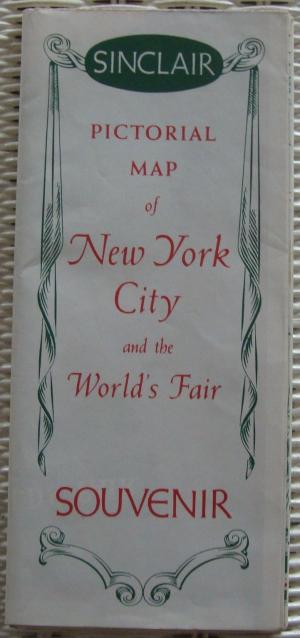 SINCLAIR
PICTORIAL
MAP
of
New York
City
and the
World's Fair
SOUVENIR